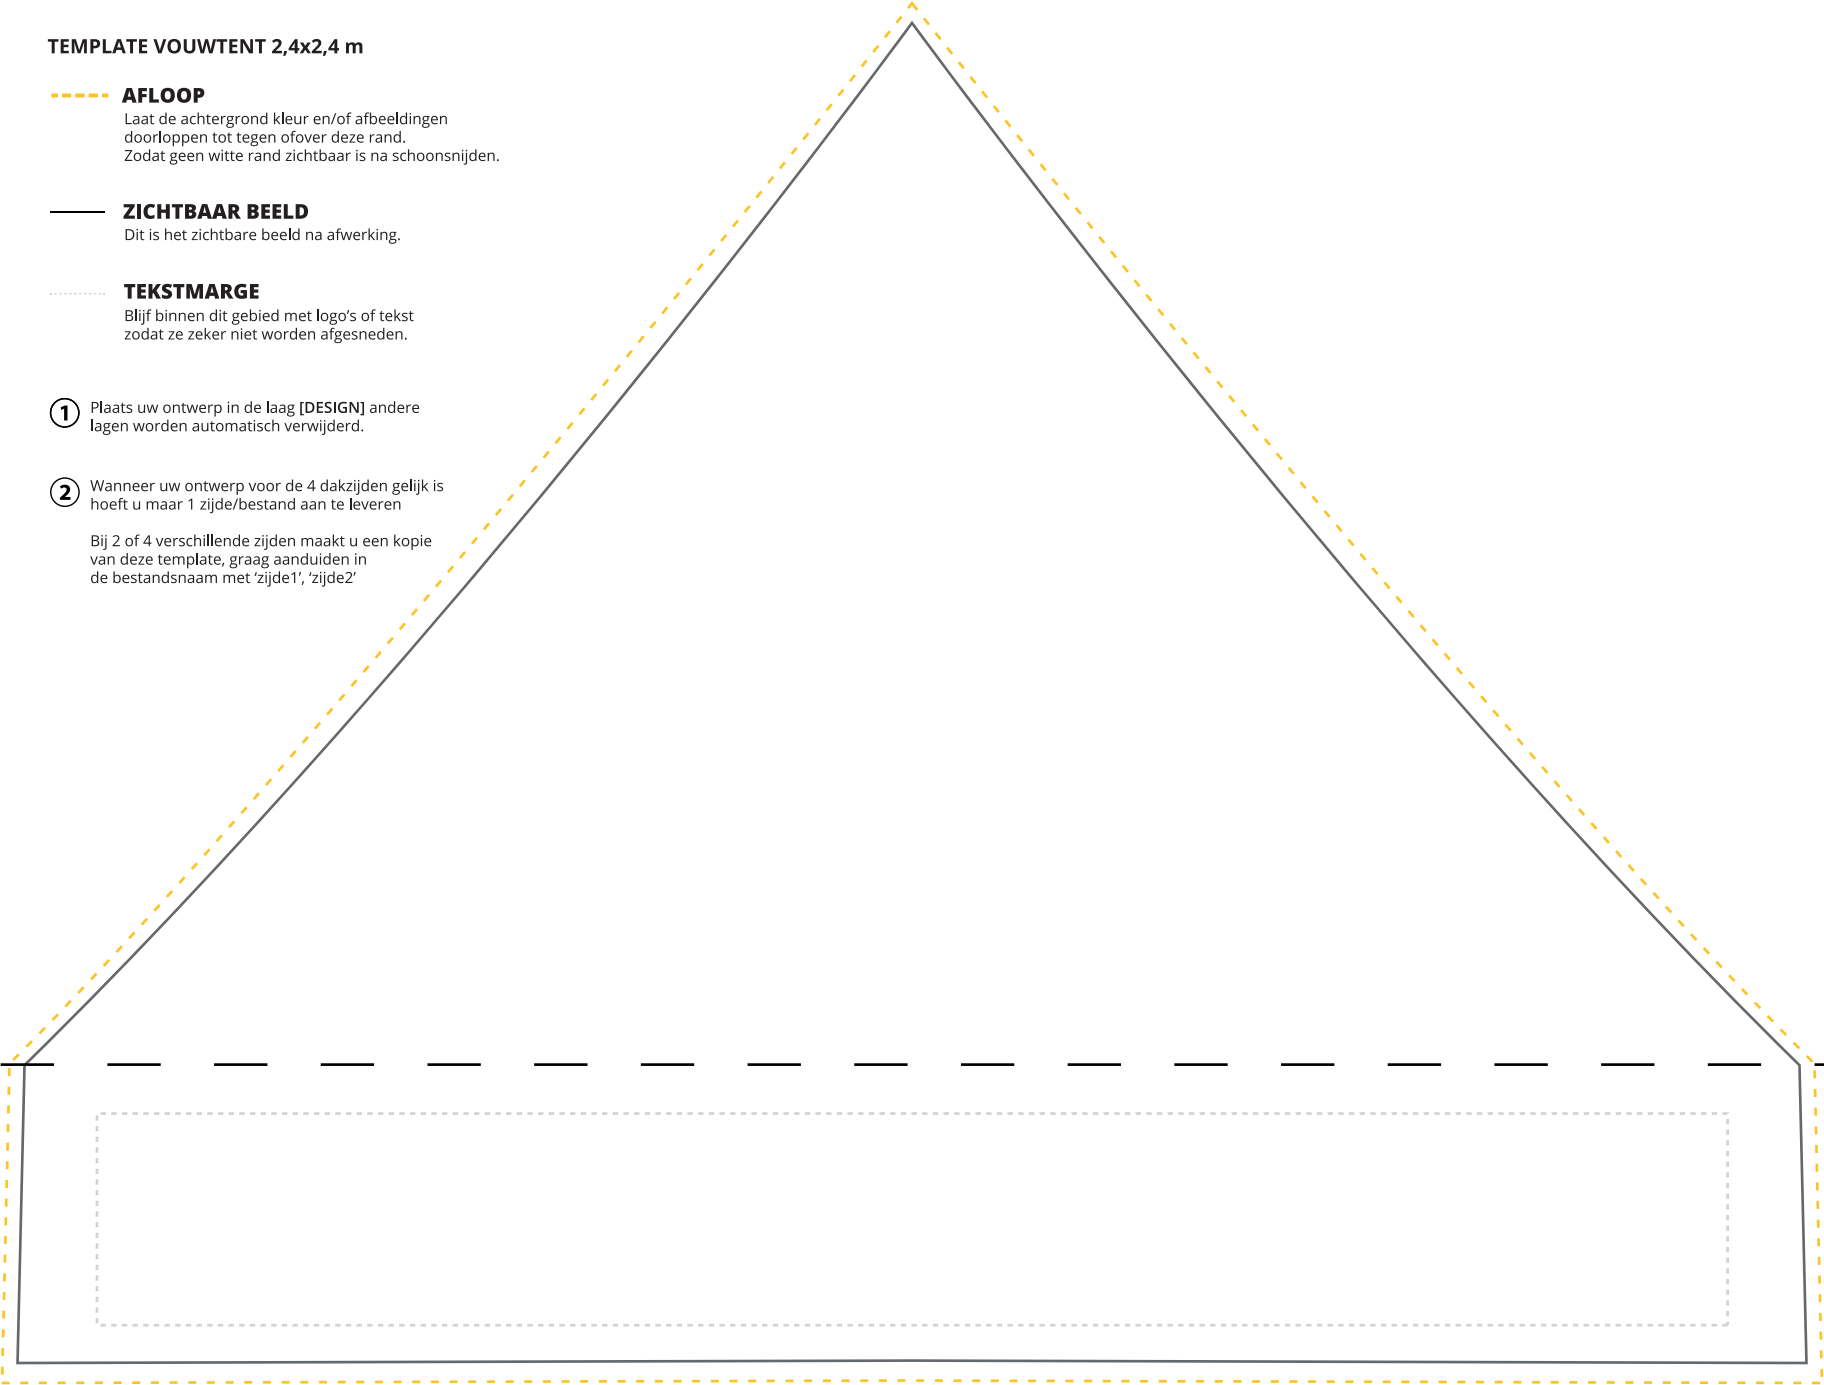 TEMPLATE VOUWTENT 2,4x2,4 m
AFLOOP
Laat de achtergrond kleur en/of afbeeldingen
doorloppen tot tegen ofover deze rand.
Zodat geen witte rand zichtbaar is na schoonsnijden.
ZICHTBAAR BEELD
Dit is het zichtbare beeld na afwerking.
TEKSTMARGE
Blijf binnen dit gebied met logo’s of tekst
zodat ze zeker niet worden afgesneden.
1 Plaats uw ontwerp in de laag [DESIGN] andere
lagen worden automatisch verwijderd.
2 Wanneer uw ontwerp voor de 4 dakzijden gelijk is
hoeft u maar 1 zijde/bestand aan te leveren
Bij 2 of 4 verschillende zijden maakt u een kopie
van deze template, graag aanduiden in
de bestandsnaam met ‘zijde1’, ‘zijde2’